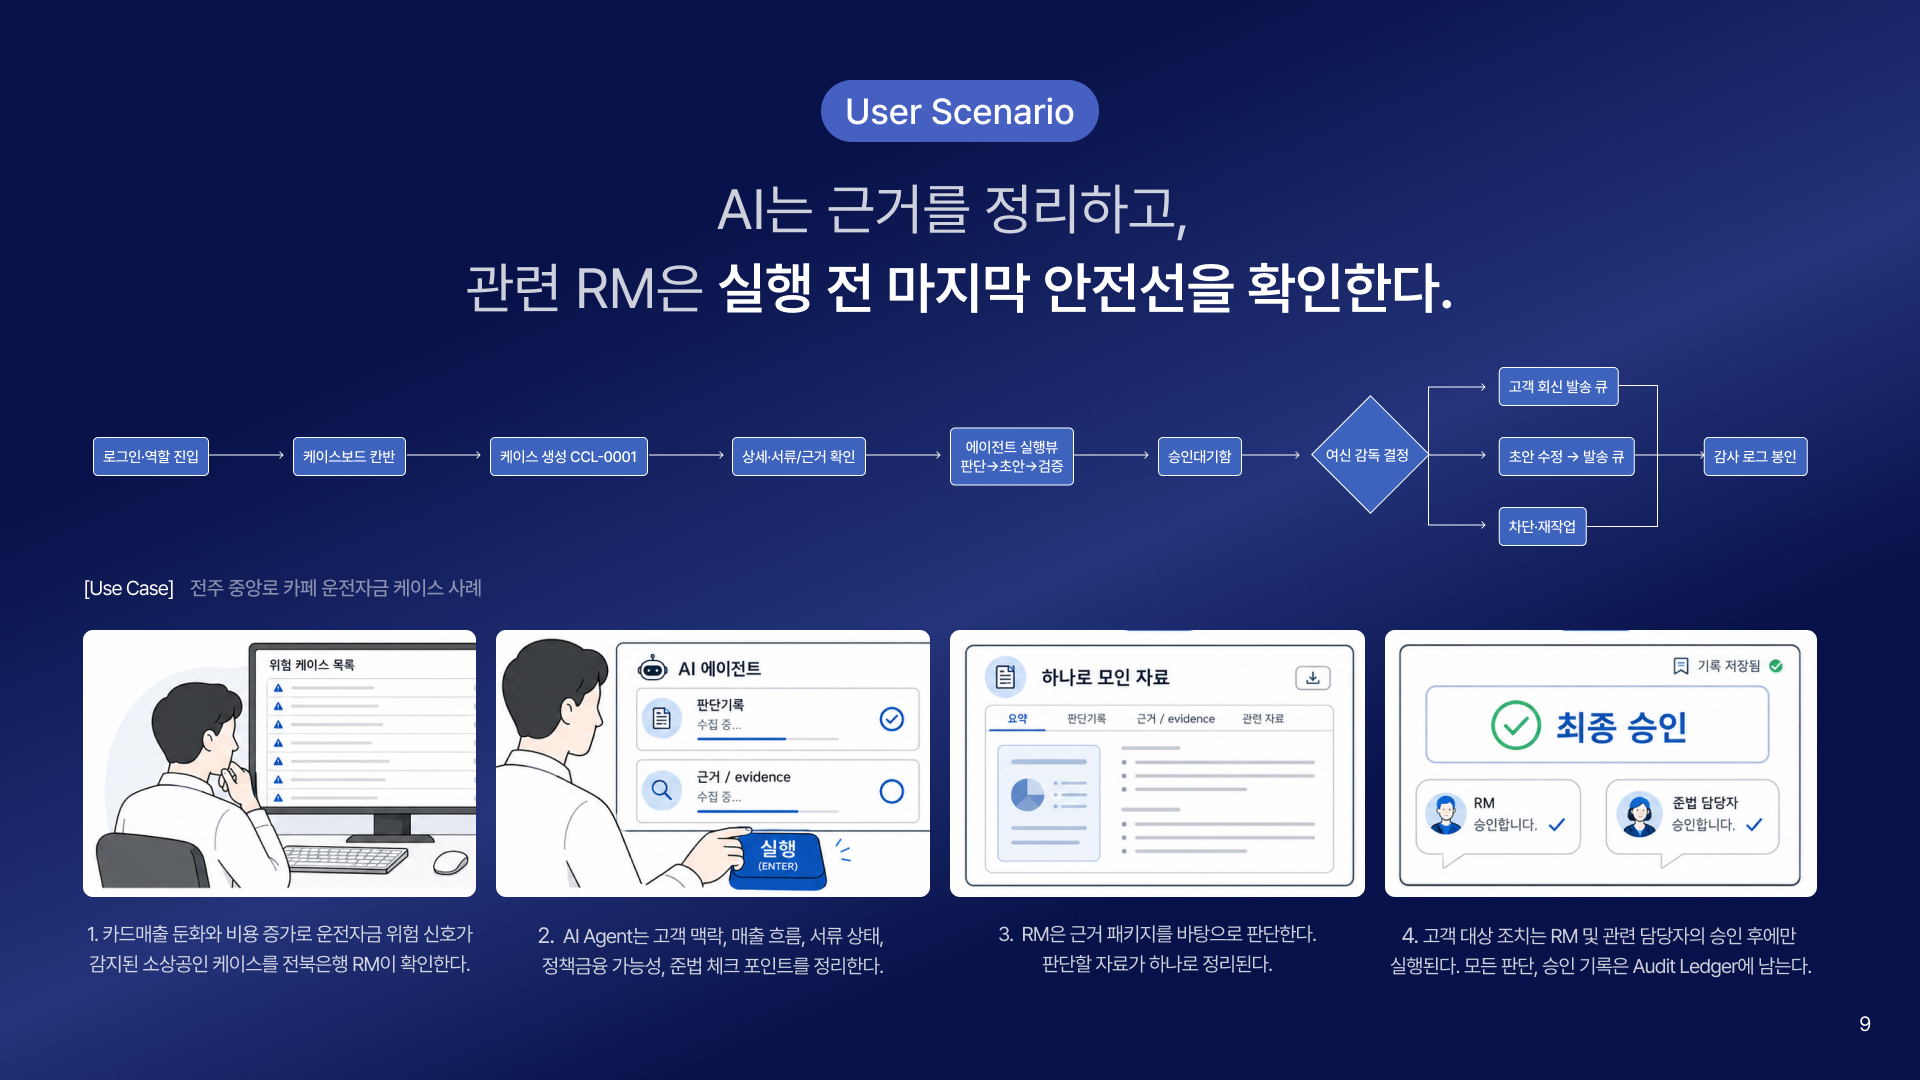 User Scenario
AI는 근거를 정리하고,
관련 RM은 실행 전 마지막 안전선을 확인한다.
로그인·역할 진입
케이스보드 칸반
케이스 생성 CCL-0001
상세·서류/근거 확인
에이전트 실행뷰
판단→초안→검증
승인대기함
여신 감독 결정
고객 회신 발송 큐
초안 수정 → 발송 큐
차단·재작업
감사 로그 봉인
[Use Case] 전주 중앙로 카페 운전자금 케이스 사례
위험 케이스 목록
AI 에이전트
판단기록
수집 중...
근거 / evidence
수집 중...
실행
(ENTER)
하나로 모인 자료
요약 판단기록 근거 / evidence 관련 자료
기록 저장됨
최종 승인
RM
승인합니다.
준법 담당자
승인합니다.
1. 카드매출 둔화와 비용 증가로 운전자금 위험 신호가
감지된 소상공인 케이스를 전북은행 RM이 확인한다.
2. AI Agent는 고객 맥락, 매출 흐름, 서류 상태,
정책금융 가능성, 준법 체크 포인트를 정리한다.
3. RM은 근거 패키지를 바탕으로 판단한다.
판단할 자료가 하나로 정리된다.
4. 고객 대상 조치는 RM 및 관련 담당자의 승인 후에만
실행된다. 모든 판단, 승인 기록은 Audit Ledger에 남는다.
9